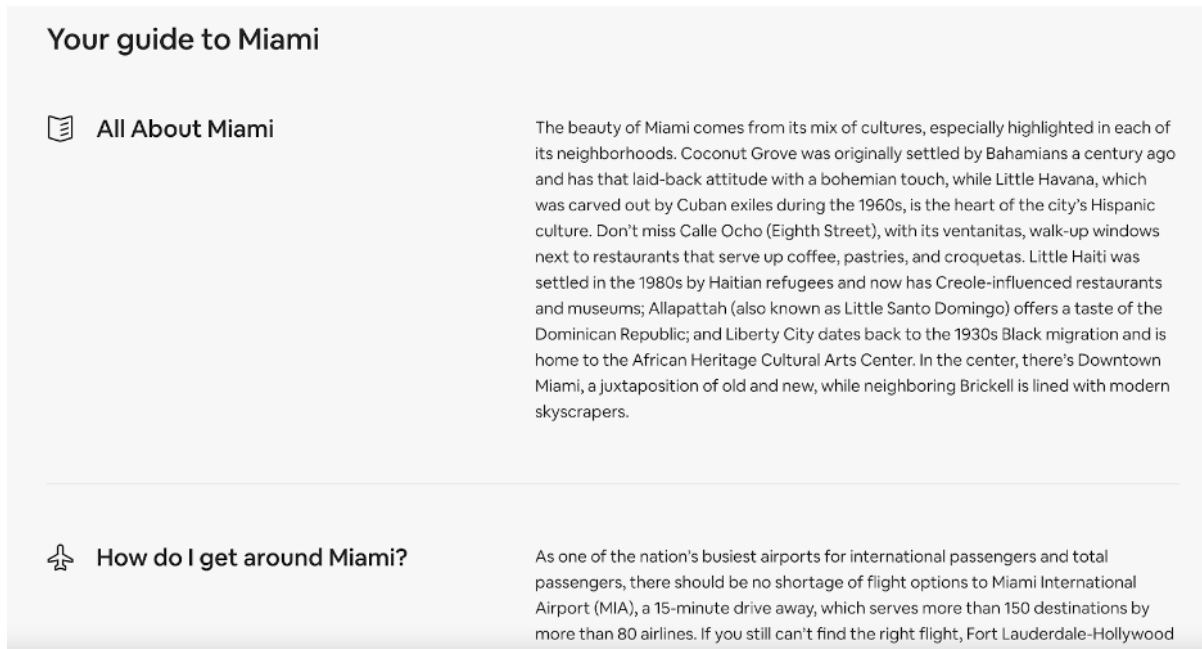 Your guide to Miami
All About Miami
The beauty of Miami comes from its mix of cultures, especially highlighted in each of
its neighborhoods. Coconut Grove was originally settled by Bahamians a century ago
and has that laid-back attitude with a bohemian touch, while Little Havana, which
was carved out by Cuban exiles during the 1960s, is the heart of the city’s Hispanic
culture. Don’t miss Calle Ocho (Eighth Street), with its ventanitas, walk-up windows
next to restaurants that serve up coffee, pastries, and croquetas. Little Haiti was
settled in the 1980s by Haitian refugees and now has Creole-influenced restaurants
and museums; Allapattah (also known as Little Santo Domingo) offers a taste of the
Dominican Republic; and Liberty City dates back to the 1930s Black migration and is
home to the African Heritage Cultural Arts Center. In the center, there’s Downtown
Miami, a juxtaposition of old and new, while neighboring Brickell is lined with modern
skyscrapers.
How do I get around Miami?
As one of the nation’s busiest airports for international passengers and total
passengers, there should be no shortage of flight options to Miami International
Airport (MIA), a 15-minute drive away, which serves more than 150 destinations by
more than 80 airlines. If you still can’t find the right flight, Fort Lauderdale-Hollywood